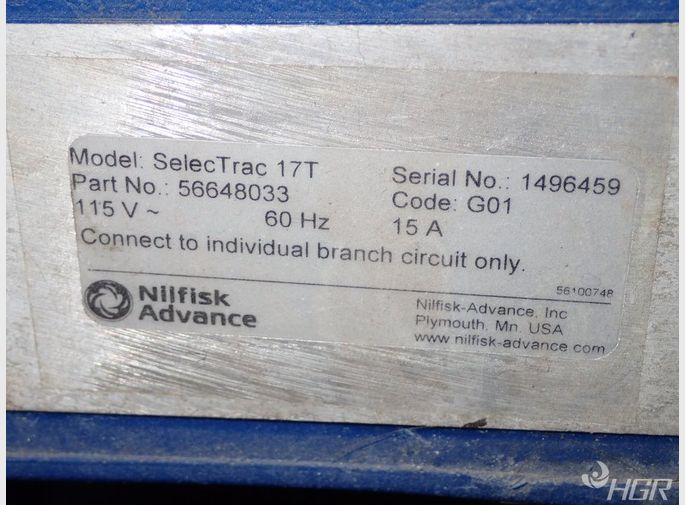 Model: SelecTrac 17T
Serial No.: 1496459
Part No.: 56648033
Code: G01
115 V ~ 60 Hz 15 A
Connect to individual branch circuit only.
56100748
Nilfisk
Advance
Nilfisk-Advance, Inc
Plymouth, Mn. USA
www.nilfisk-advance.com
HGR